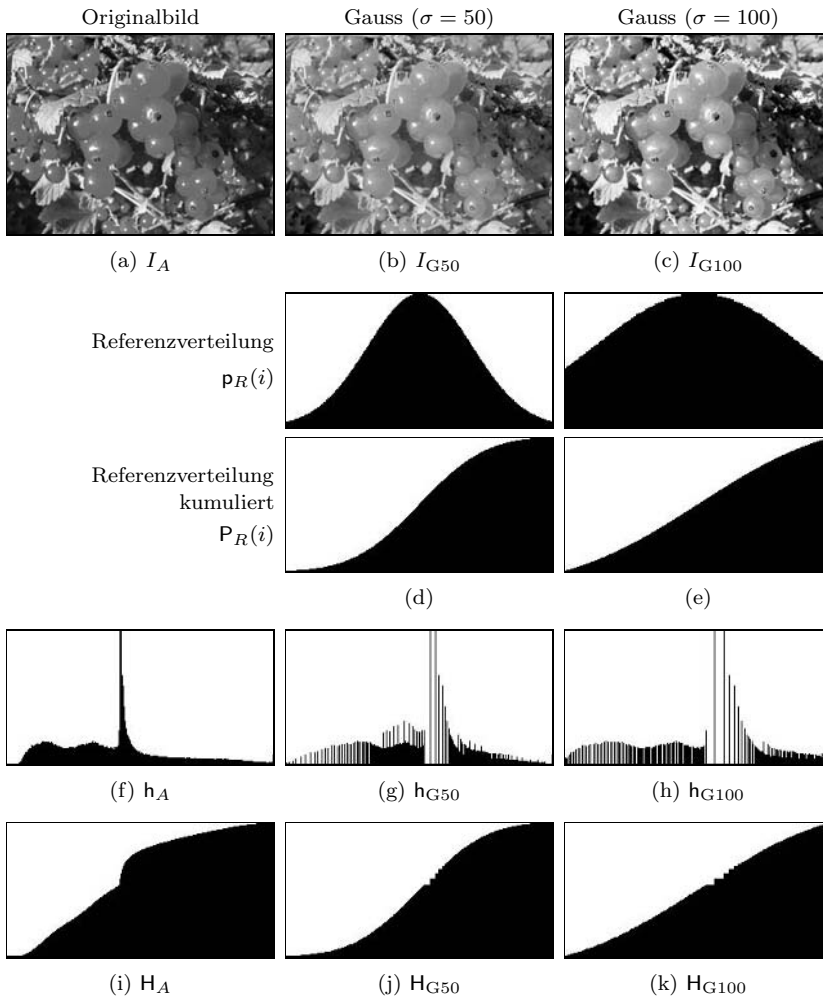 Originalbild Gauss (σ = 50) Gauss (σ = 100)
(a) I_A (b) I_G50 (c) I_G100
Referenzverteilung
p_R(i)
Referenzverteilung
kumuliert
P_R(i)
(d) (e)
(f) h_A (g) h_G50 (h) h_G100
(i) H_A (j) H_G50 (k) H_G100